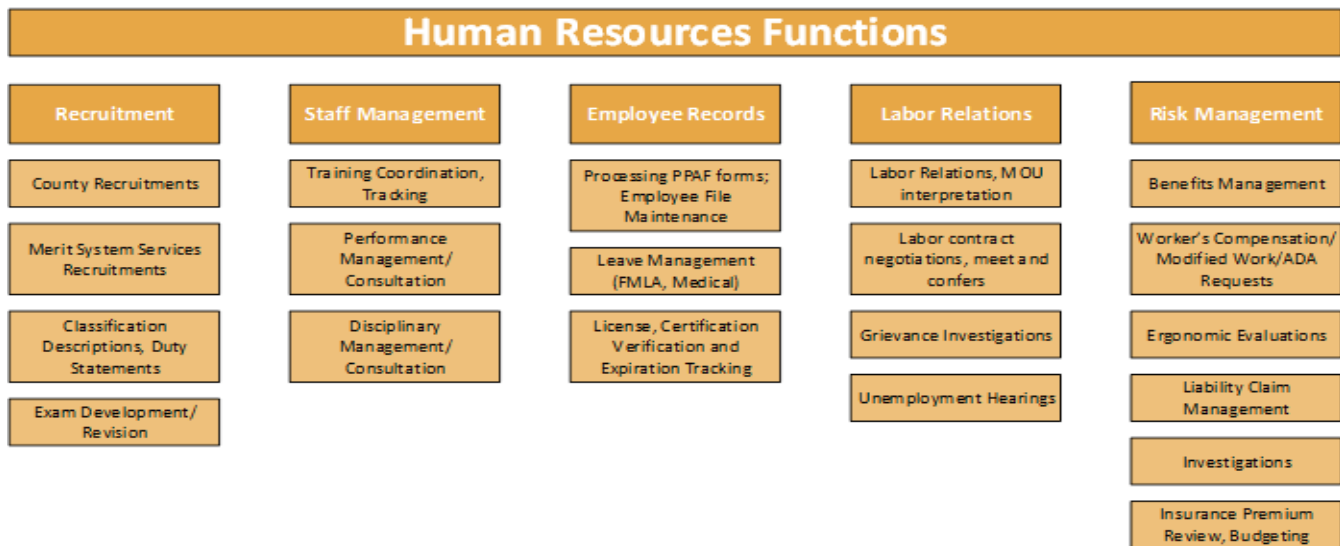 Human Resources Functions
Recruitment
County Recruitments
Merit System Services
Recruitments
Classification
Descriptions, Duty
Statements
Exam Development/
Revision
Staff Management
Training Coordination,
Tracking
Performance
Management/
Consultation
Disciplinary
Management/
Consultation
Employee Records
Processing PPAF forms;
Employee File
Maintenance
Leave Management
(FMLA, Medical)
License, Certification
Verification and
Expiration Tracking
Labor Relations
Labor Relations, MOU
interpretation
Labor contract
negotiations, meet and
confers
Grievance Investigations
Unemployment Hearings
Risk Management
Benefits Management
Worker's Compensation/
Modified Work/ADA
Requests
Ergonomic Evaluations
Liability Claim
Management
Investigations
Insurance Premium
Review, Budgeting